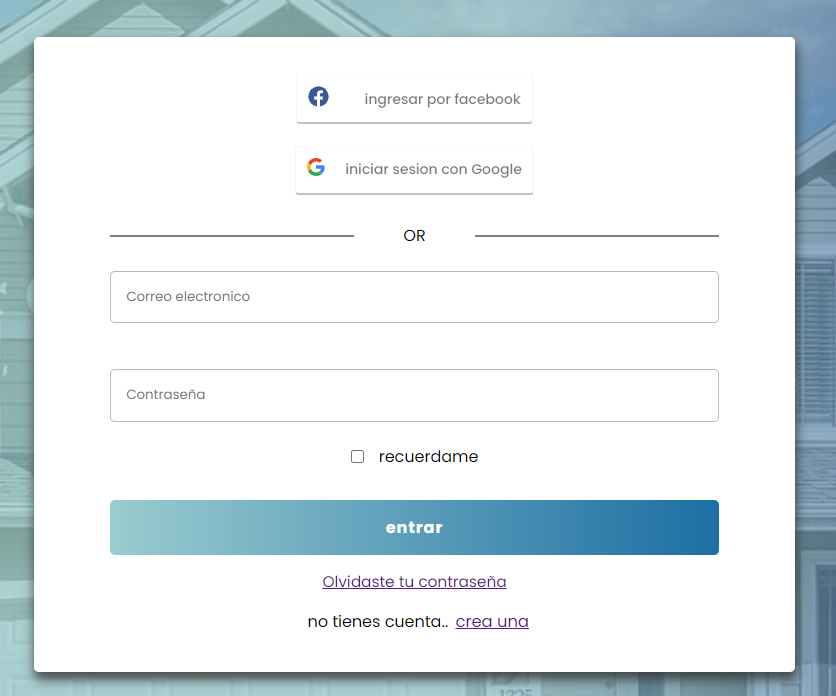 ingresar por facebook
iniciar sesion con Google
OR
Correo electronico
Contraseña
recuerdame
entrar
Olvidaste tu contraseña
no tienes cuenta.. crea una